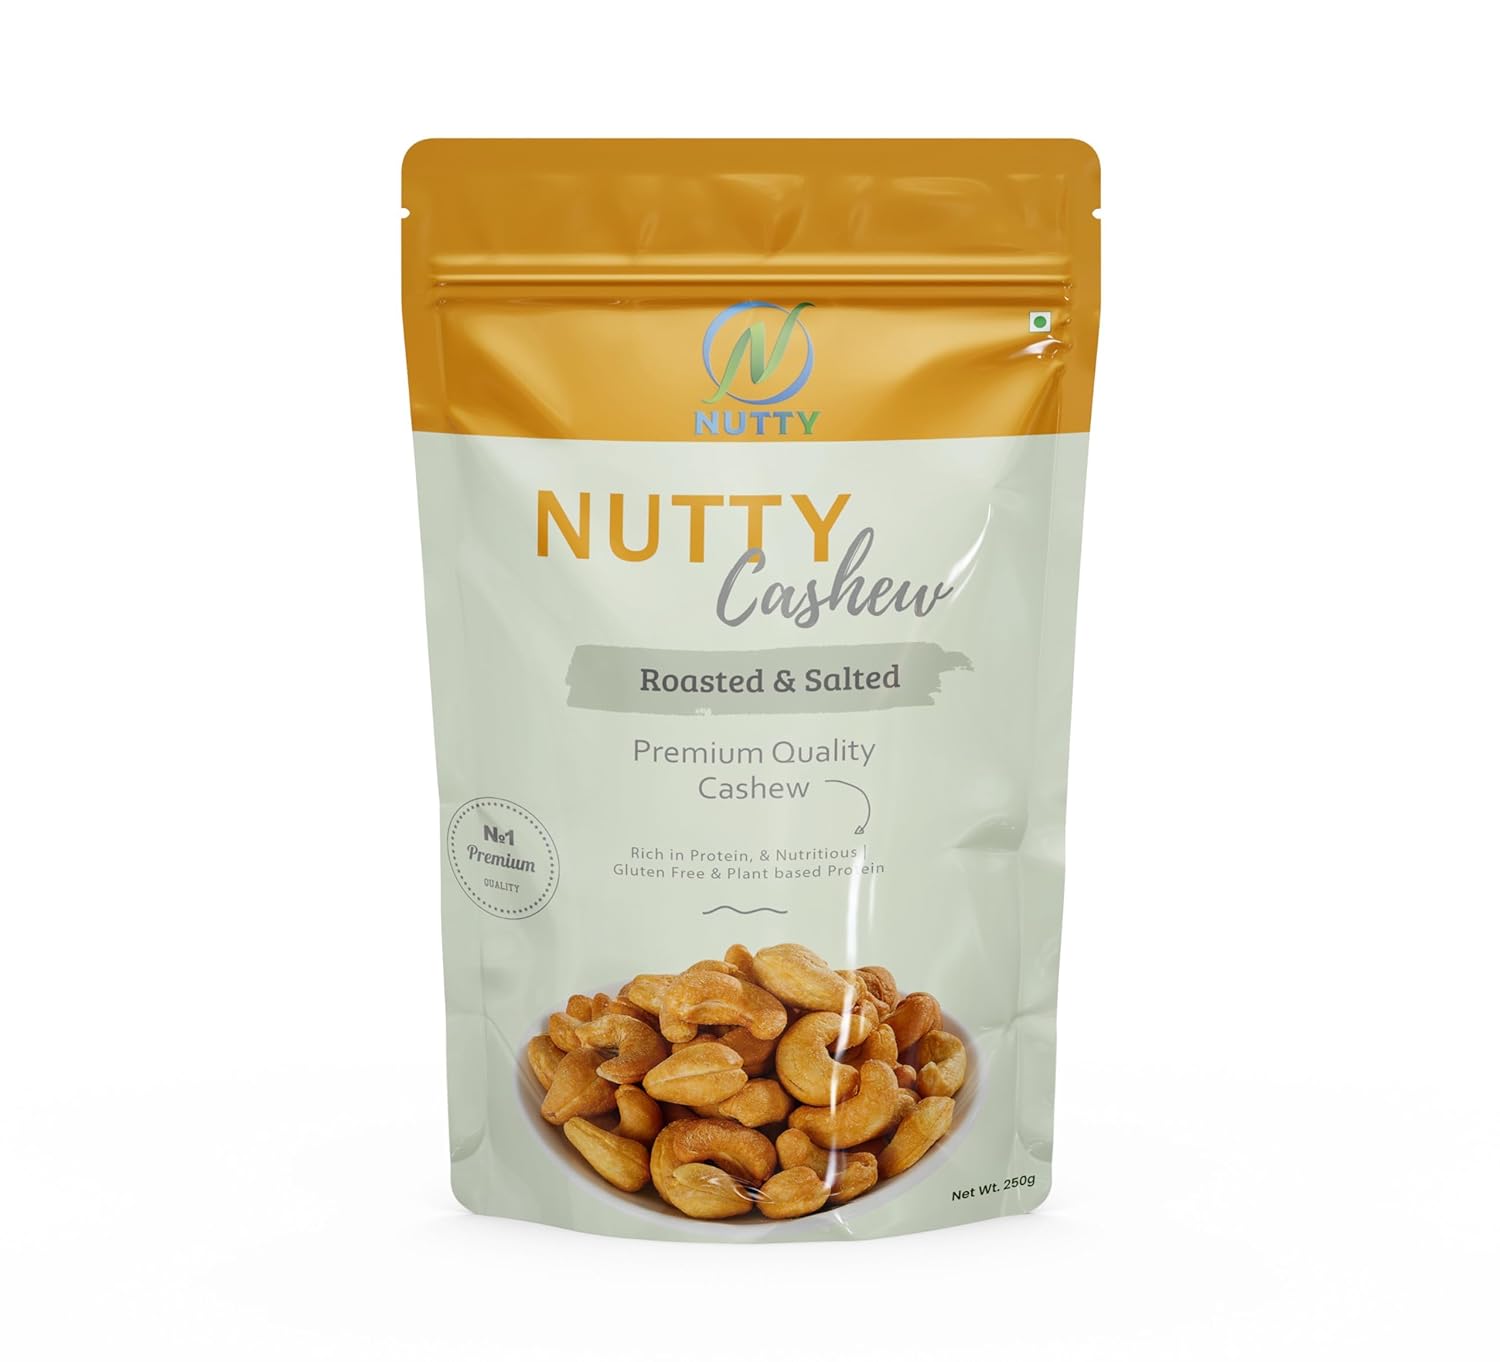 NUTTY
NUTTY
Cashew
Roasted & Salted
Premium Quality
Cashew
№1
Premium
QUALITY
Rich in Protein, & Nutritious |
Gluten Free & Plant based Protein
Net Wt. 250g